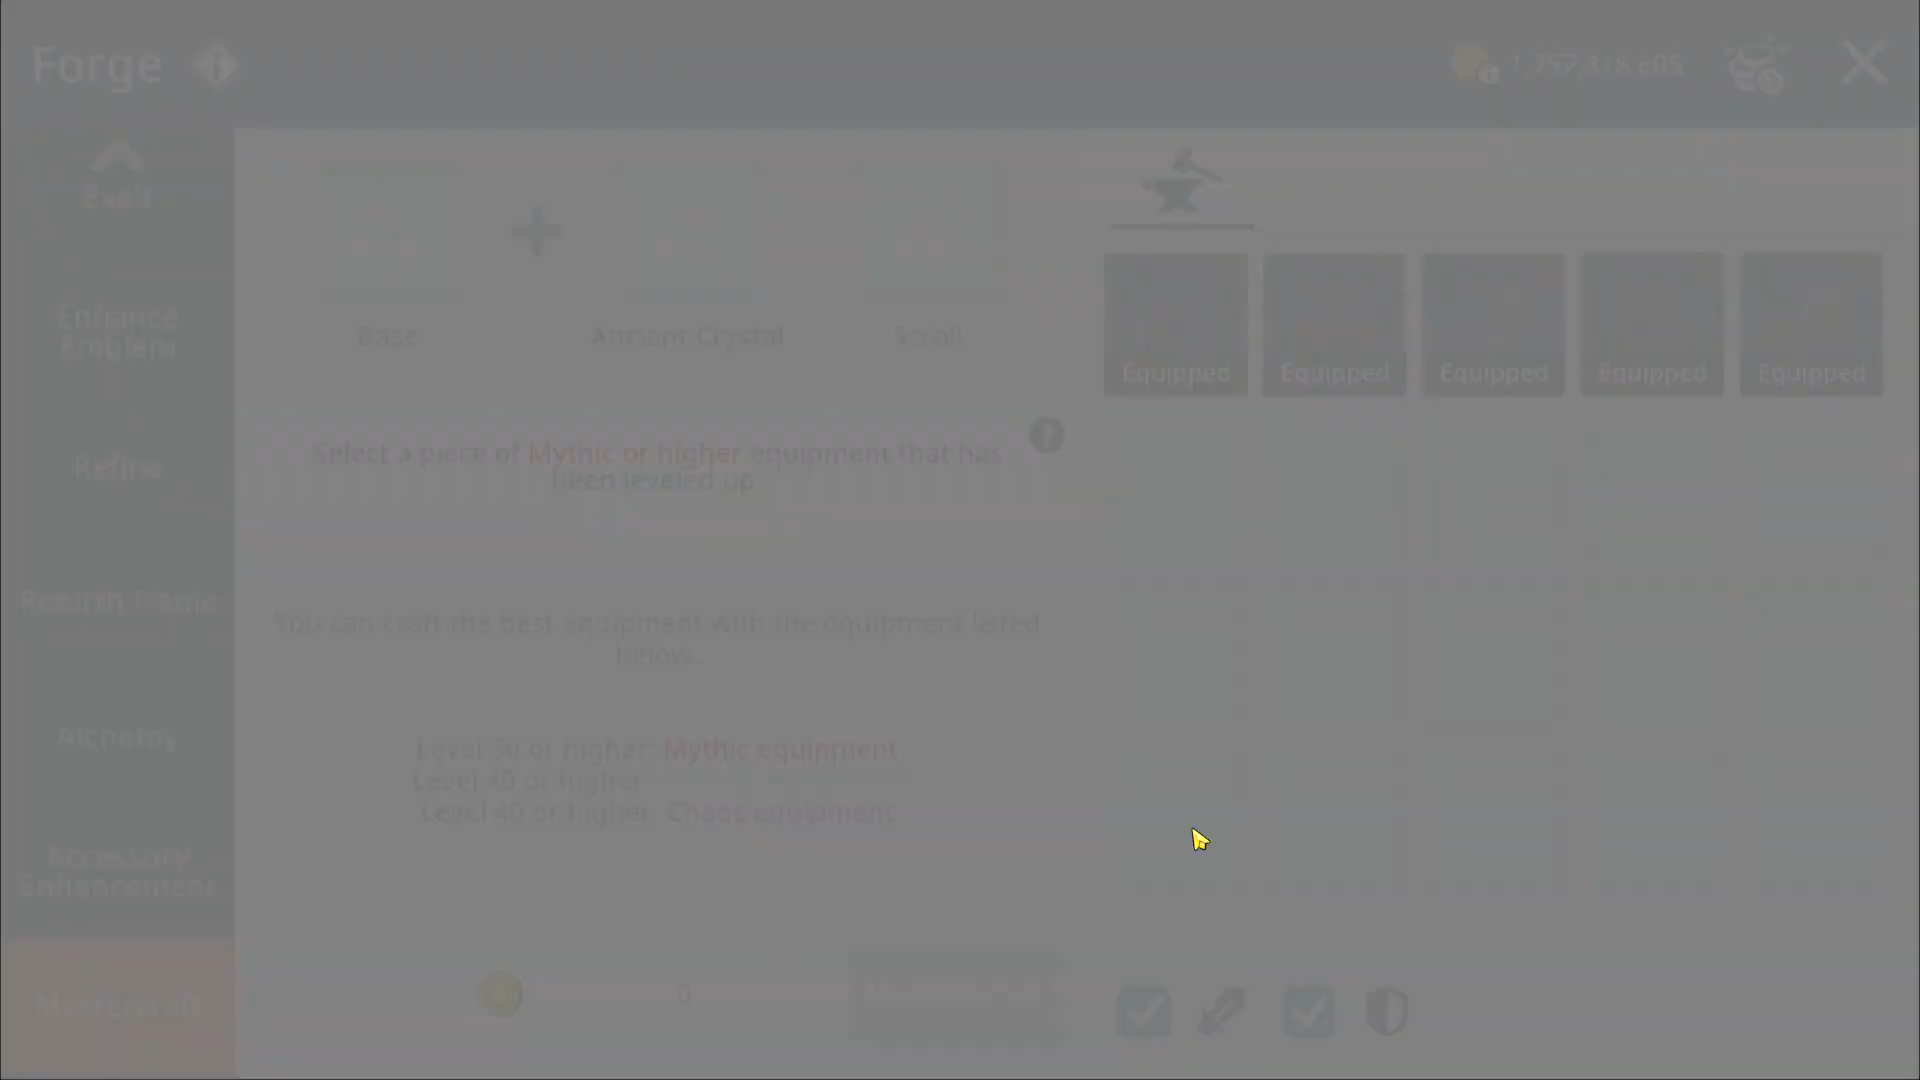 Forge
Exalt
Enhance
Emblem
Refine
Rebirth Flame
Alchemy
Accessory
Enhancement
Mastercraft
Base
Ancient Crystal
Scroll
Select a piece of Mythic or higher equipment that has
been leveled up
You can craft the best equipment with the equipment listed
below.
Level 30 or higher: Mythic equipment
Level 40 or higher:
Level 40 or higher: Chaos equipment
0
Equipped
Equipped
Equipped
Equipped
Equipped